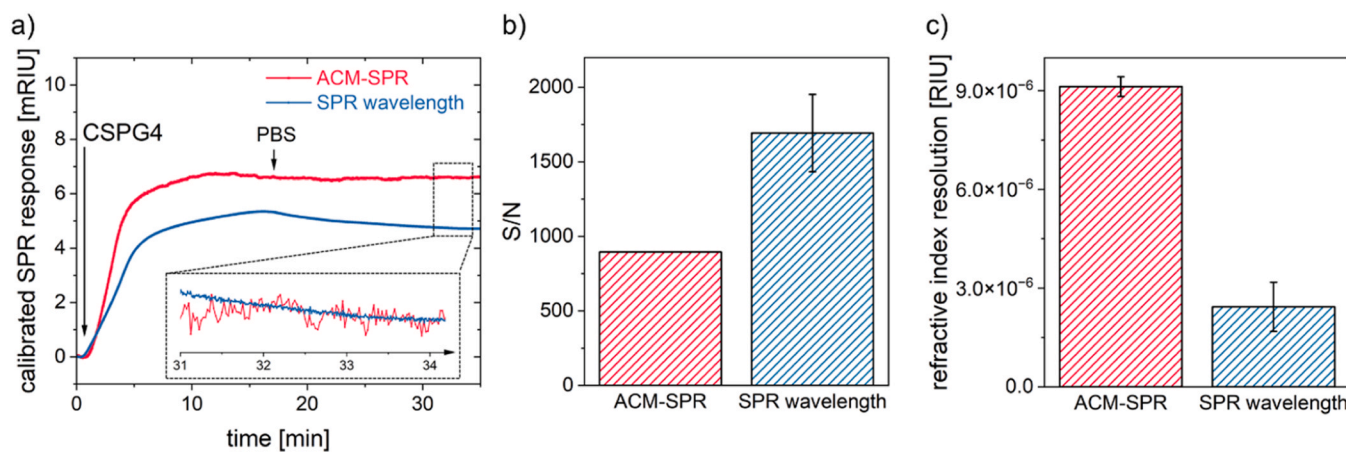 a)
calibrated SPR response [mRIU]
10
8
6
4
2
0
ACM-SPR
SPR wavelength
CSPG4
PBS
31
32
33
34
0
10
20
30
time [min]
b)
S/N
2000
1500
1000
500
0
ACM-SPR
SPR wavelength
c)
refractive index resolution [RIU]
9.0×10⁻⁶
6.0×10⁻⁶
3.0×10⁻⁶
0.0
ACM-SPR
SPR wavelength